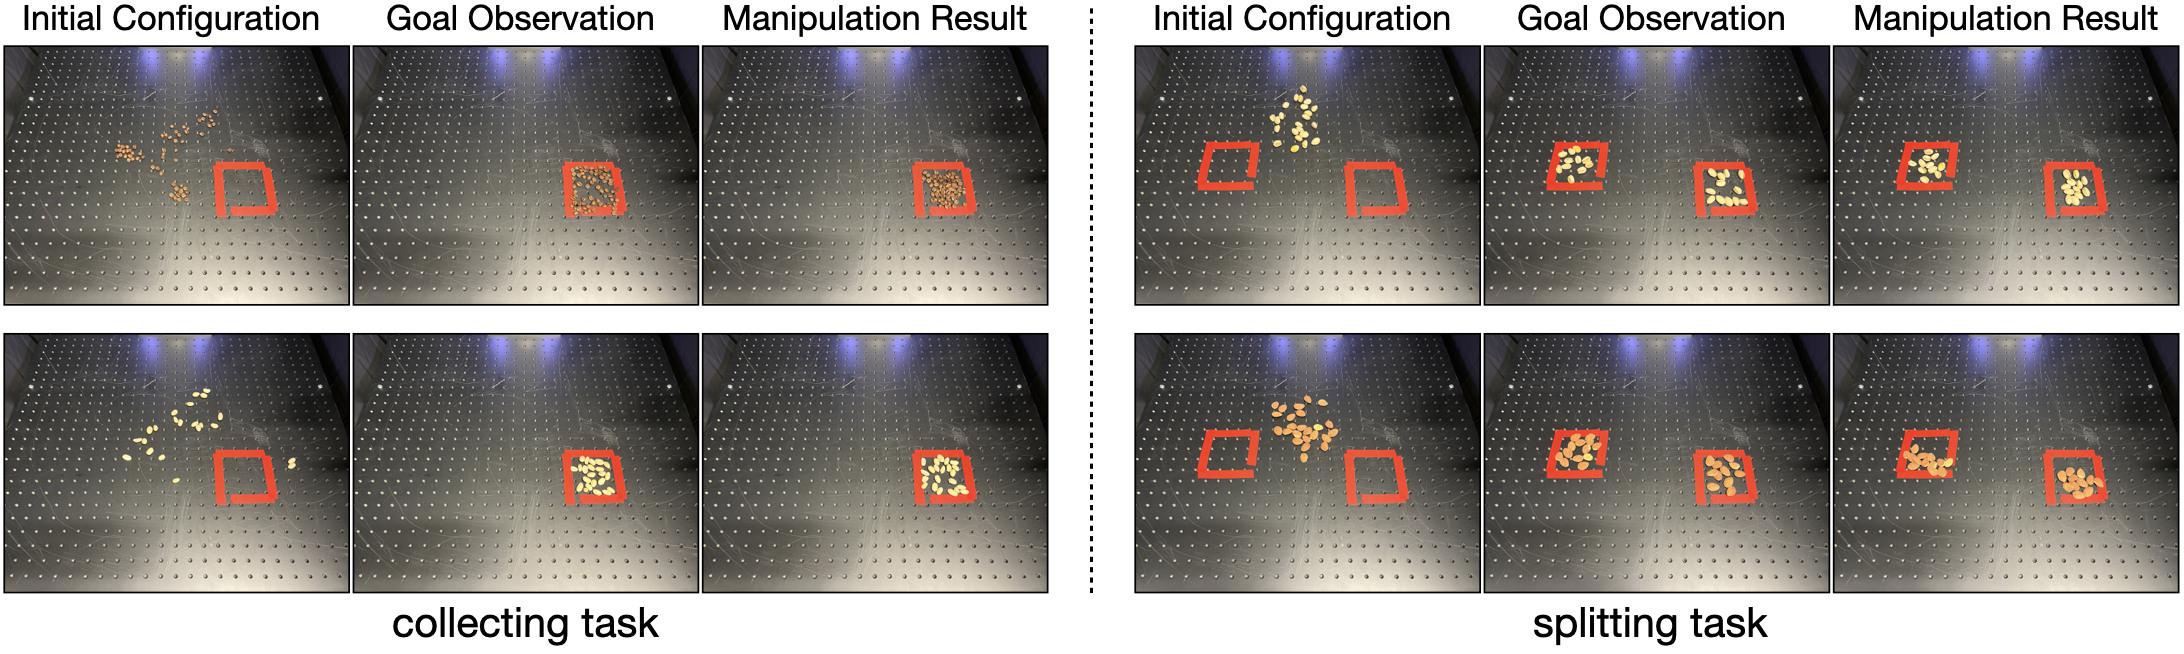 Initial Configuration
Goal Observation
Manipulation Result
Initial Configuration
Goal Observation
Manipulation Result
collecting task
splitting task